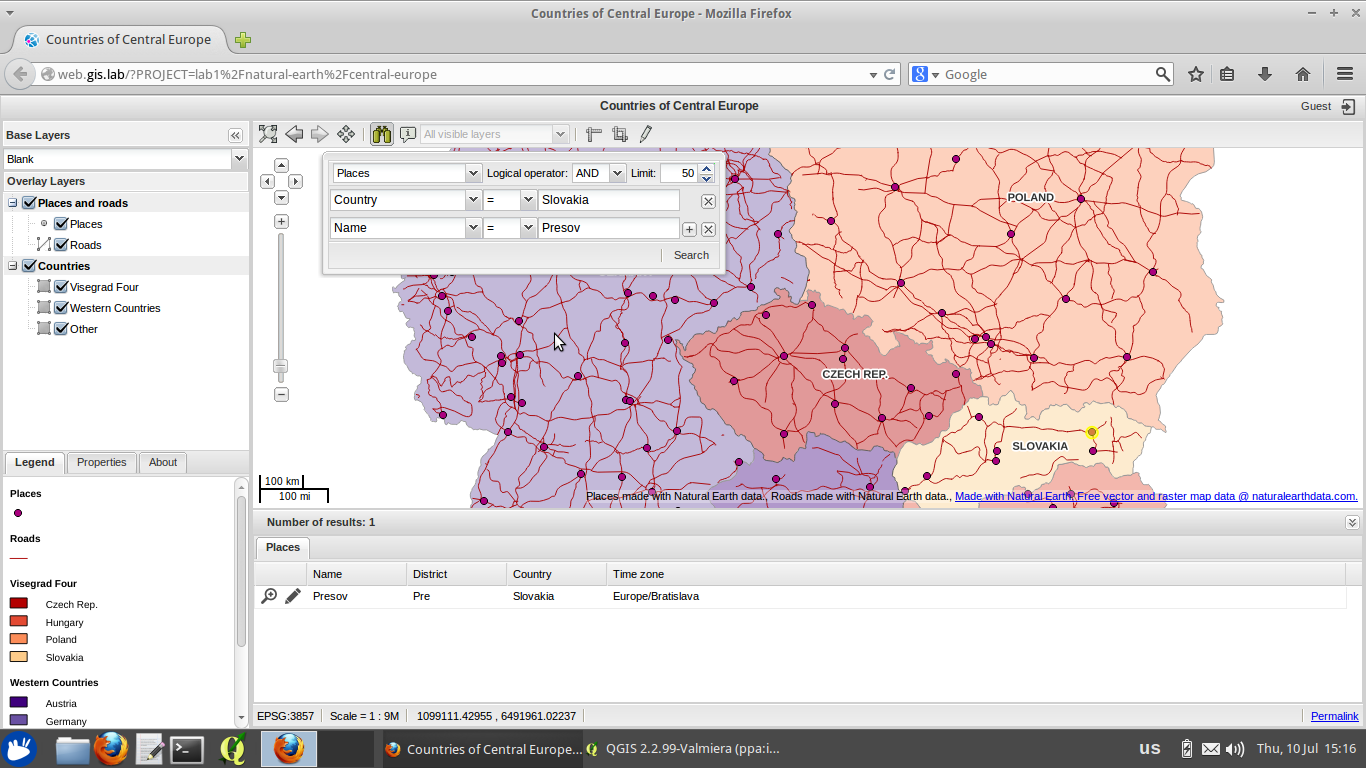 Countries of Central Europe - Mozilla Firefox
Countries of Central Europe
web.gis.lab/?PROJECT=lab1%2Fnatural-earth%2Fcentral-europe
Google
Countries of Central Europe
Guest
Base Layers
Blank
Overlay Layers
Places and roads
Places
Roads
Countries
Visegrad Four
Western Countries
Other
Legend Properties About
Places
Roads
Visegrad Four
Czech Rep.
Hungary
Poland
Slovakia
Western Countries
Austria
Germany
All visible layers
Places Logical operator: AND Limit: 50
Country = Slovakia
Name = Presov
Search
POLAND
CZECH REP.
SLOVAKIA
100 km
100 mi
Places made with Natural Earth data., Roads made with Natural Earth data., Made with Natural Earth. Free vector and raster map data @ naturalearthdata.com.
Number of results: 1
Places
Name District Country Time zone
Presov Pre Slovakia Europe/Bratislava
EPSG:3857 Scale = 1 : 9M 1099111.42955 , 6491961.02237 Permalink
Countries of Central Europe... QGIS 2.2.99-Valmiera (ppa:i... us Thu, 10 Jul 15:16